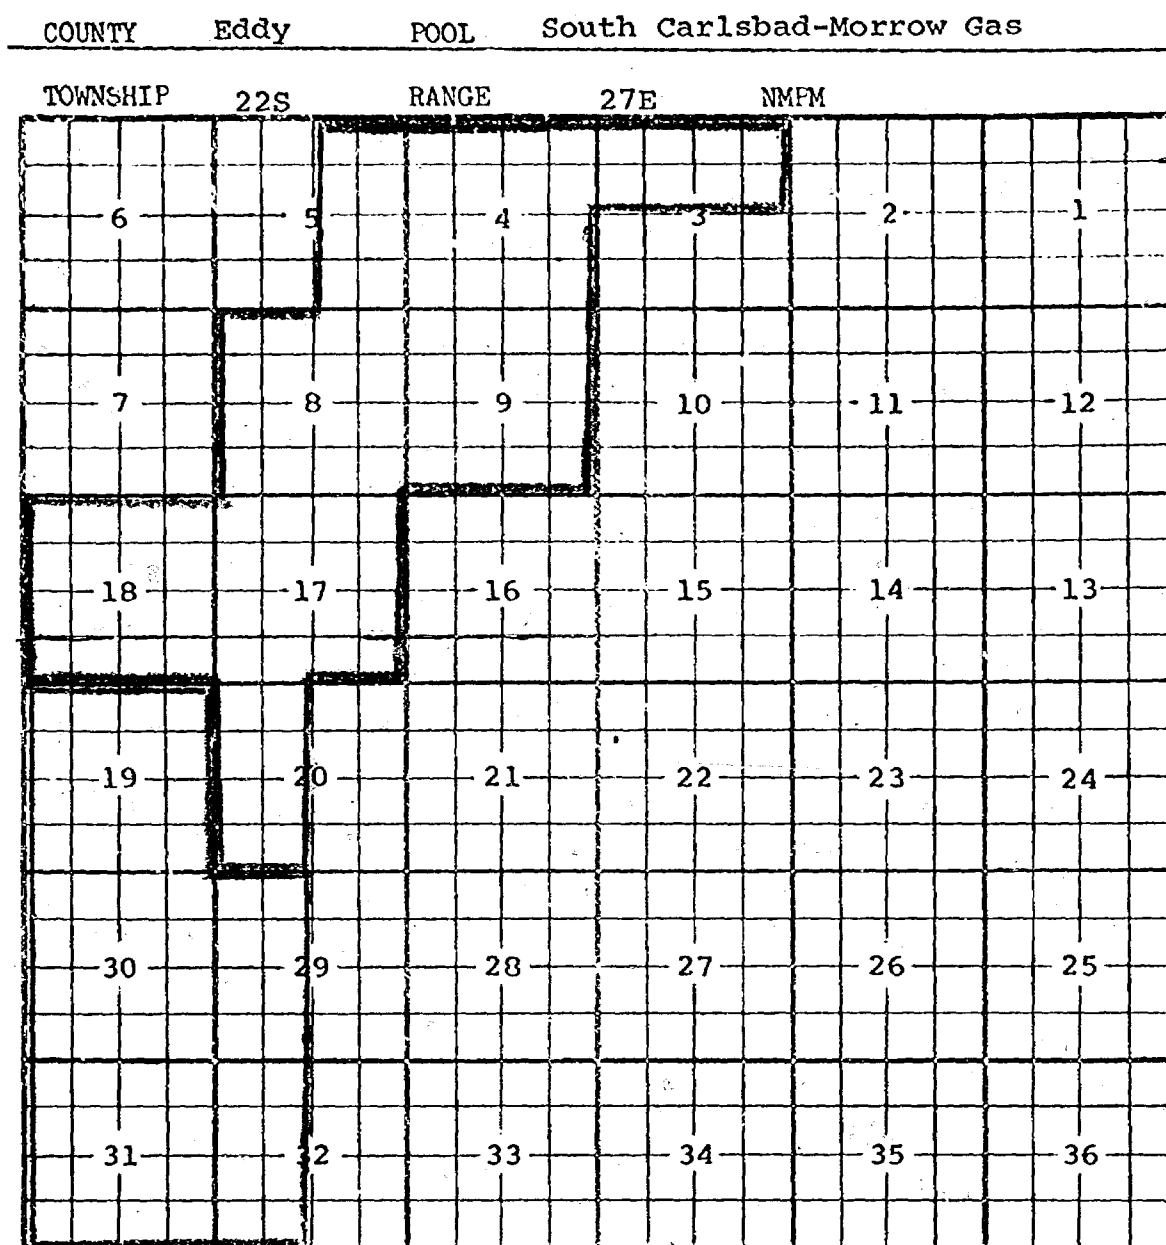 COUNTY Eddy POOL South Carlsbad-Morrow Gas
TOWNSHIP 22S RANGE 27E NMPM
6 5 4 3 2 1
7 8 9 10 11 12
18 17 16 15 14 13
19 20 21 22 23 24
30 29 28 27 26 25
31 32 33 34 35 36